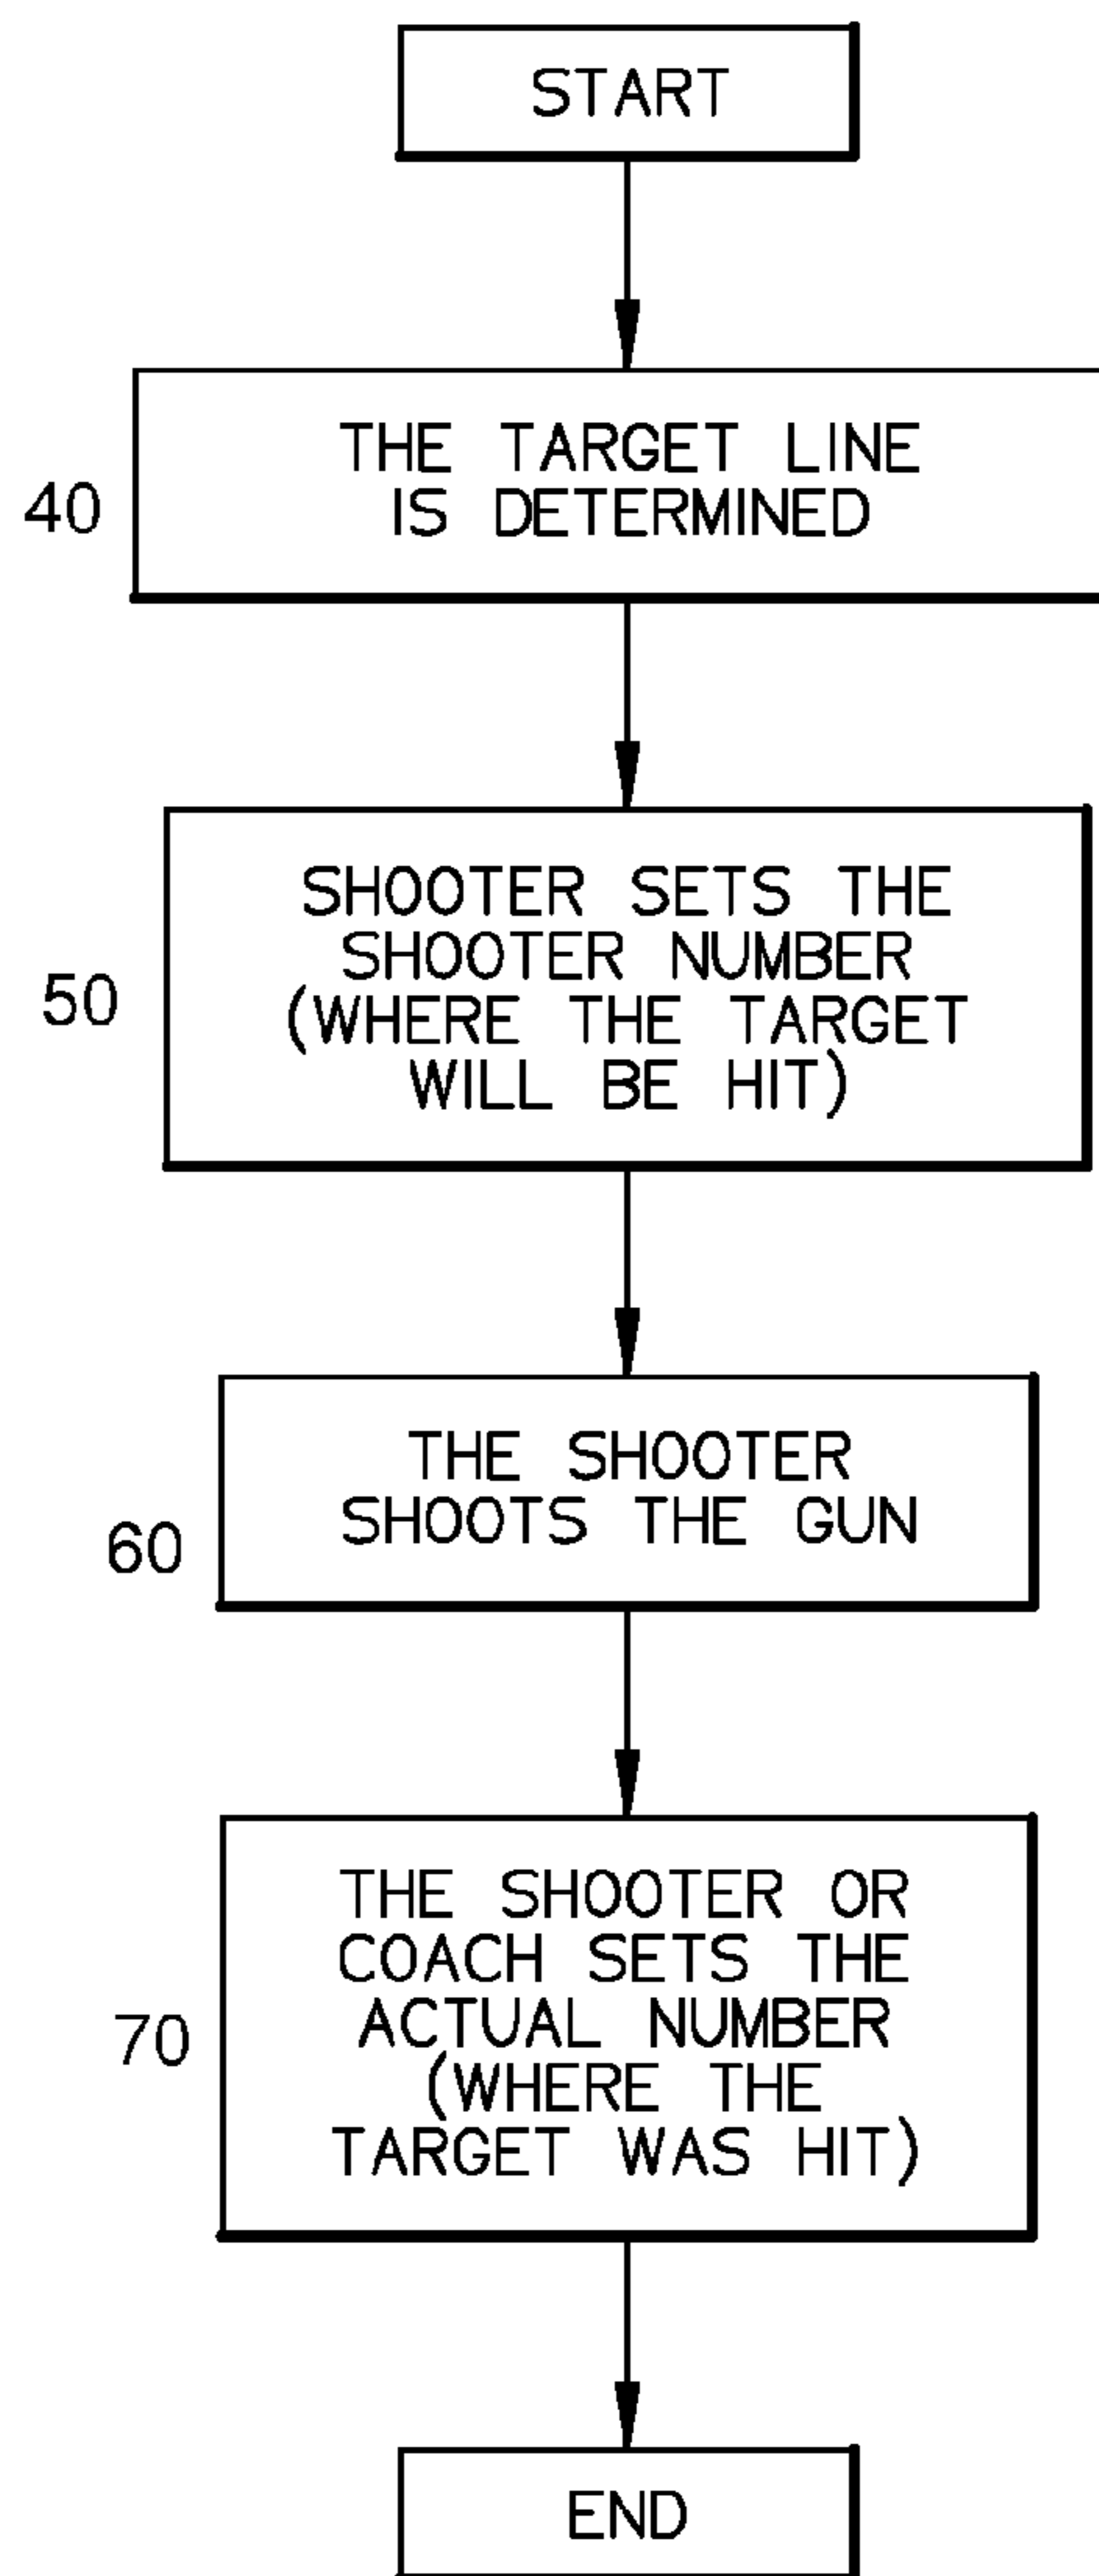 START
THE TARGET LINE
IS DETERMINED
40
SHOOTER SETS THE
SHOOTER NUMBER
(WHERE THE TARGET
WILL BE HIT)
50
THE SHOOTER
SHOOTS THE GUN
60
THE SHOOTER OR
COACH SETS THE
ACTUAL NUMBER
(WHERE THE
TARGET WAS HIT)
70
END